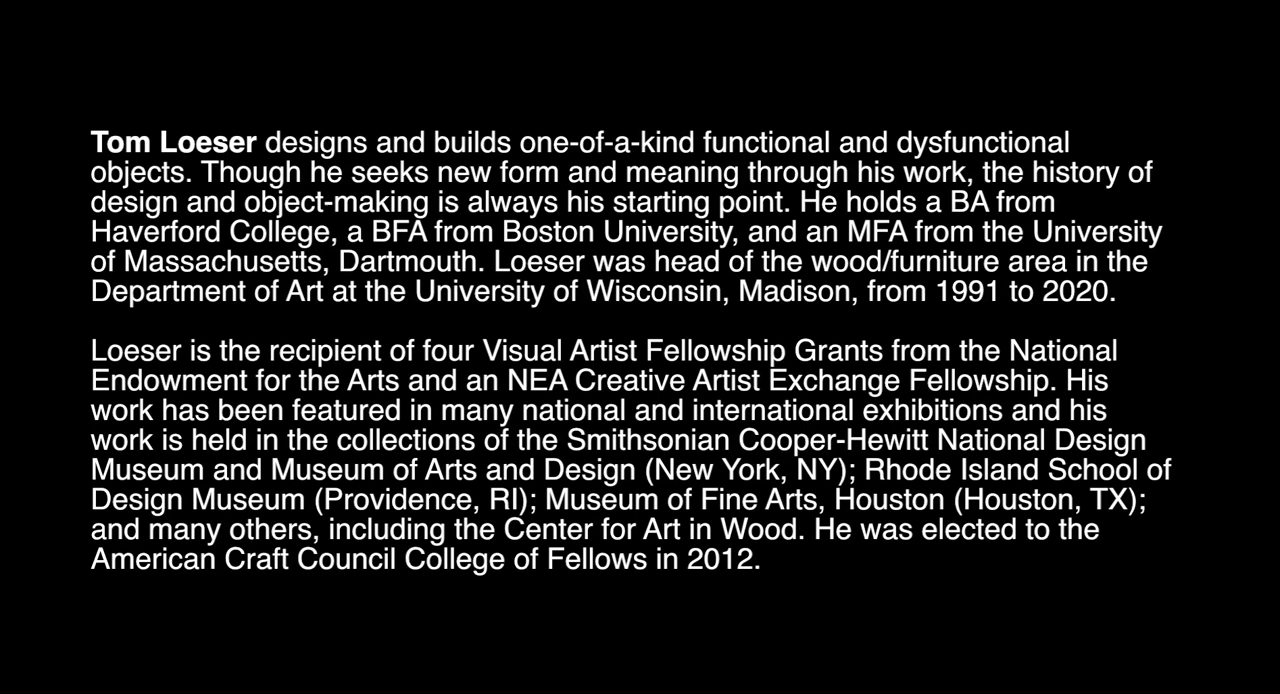 Tom Loeser designs and builds one-of-a-kind functional and dysfunctional
objects. Though he seeks new form and meaning through his work, the history of
design and object-making is always his starting point. He holds a BA from
Haverford College, a BFA from Boston University, and an MFA from the University
of Massachusetts, Dartmouth. Loeser was head of the wood/furniture area in the
Department of Art at the University of Wisconsin, Madison, from 1991 to 2020.
Loeser is the recipient of four Visual Artist Fellowship Grants from the National
Endowment for the Arts and an NEA Creative Artist Exchange Fellowship. His
work has been featured in many national and international exhibitions and his
work is held in the collections of the Smithsonian Cooper-Hewitt National Design
Museum and Museum of Arts and Design (New York, NY); Rhode Island School of
Design Museum (Providence, RI); Museum of Fine Arts, Houston (Houston, TX);
and many others, including the Center for Art in Wood. He was elected to the
American Craft Council College of Fellows in 2012.